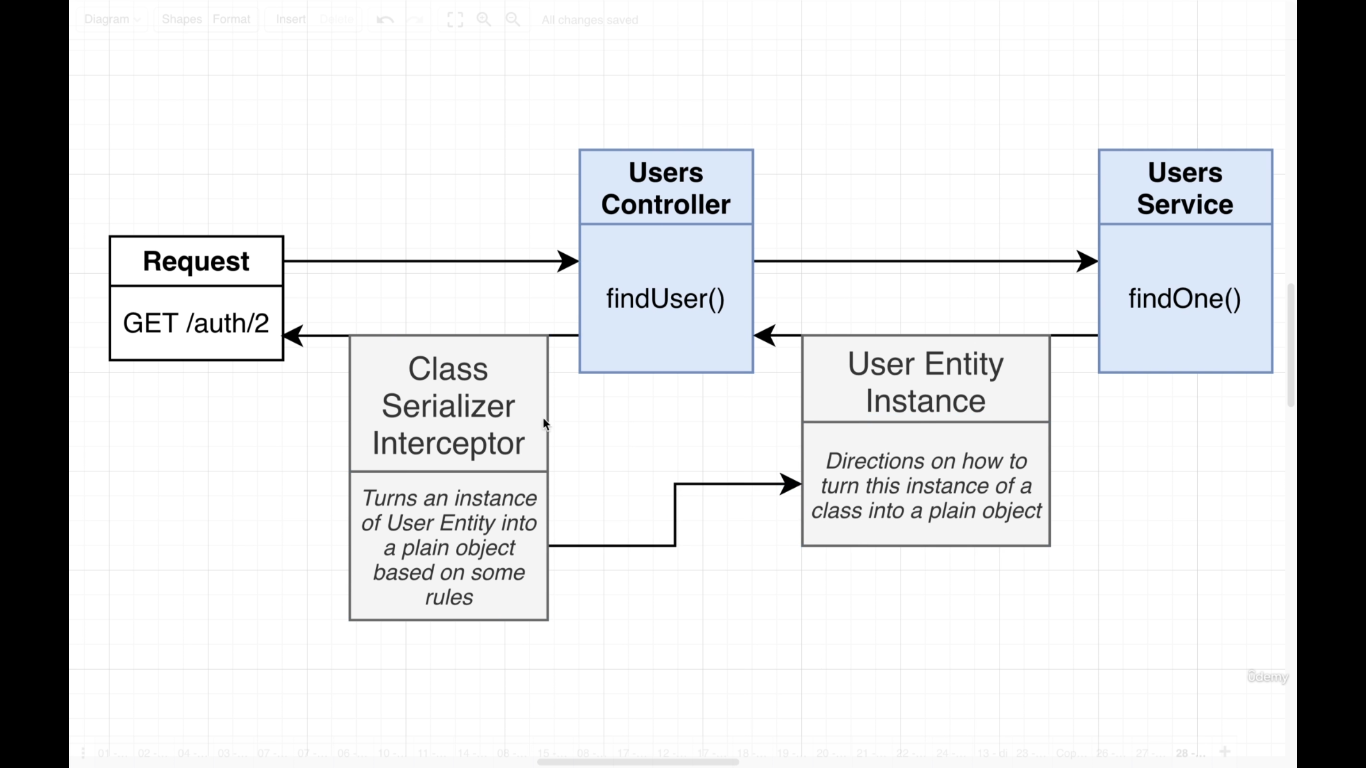 Diagram Shapes Format Insert Delete All changes saved
Request
GET /auth/2
Users
Controller
findUser()
Users
Service
findOne()
Class
Serializer
Interceptor
Turns an instance
of User Entity into
a plain object
based on some
rules
User Entity
Instance
Directions on how to
turn this instance of a
class into a plain object
ûdemy
28 -...